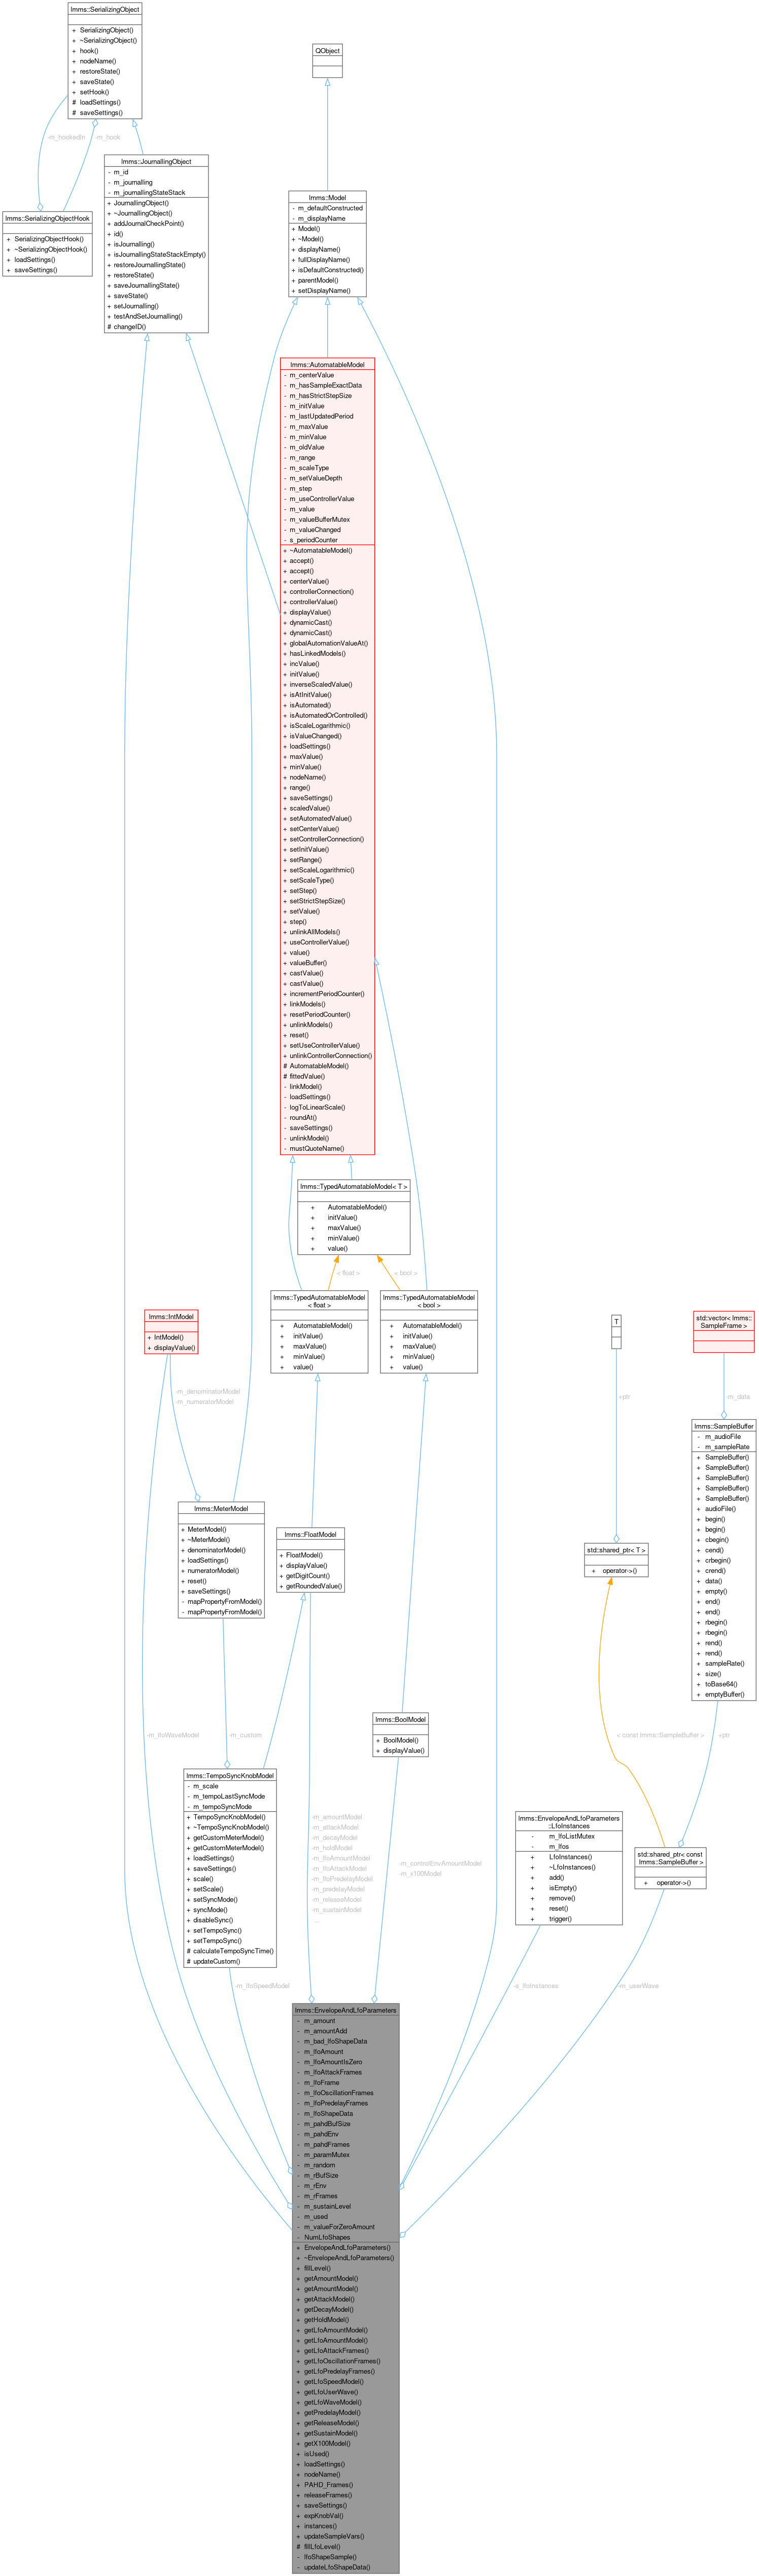 lmms::SerializingObject
+ SerializingObject()
+ ~SerializingObject()
+ hook()
+ nodeName()
+ restoreState()
+ saveState()
+ setHook()
# loadSettings()
# saveSettings()
QObject
-m_hookedIn
-m_hook
lmms::JournallingObject
- m_id
- m_journalling
- m_journallingStateStack
+ JournallingObject()
+ ~JournallingObject()
+ addJournalCheckPoint()
+ id()
+ isJournalling()
+ isJournallingStateStackEmpty()
+ restoreJournallingState()
+ restoreState()
+ saveJournallingState()
+ saveState()
+ setJournalling()
+ testAndSetJournalling()
# changeID()
lmms::SerializingObjectHook
+ SerializingObjectHook()
+ ~SerializingObjectHook()
+ loadSettings()
+ saveSettings()
lmms::Model
- m_defaultConstructed
- m_displayName
+ Model()
+ ~Model()
+ displayName()
+ fullDisplayName()
+ isDefaultConstructed()
+ parentModel()
+ setDisplayName()
lmms::AutomatableModel
- m_centerValue
- m_hasSampleExactData
- m_hasStrictStepSize
- m_initValue
- m_lastUpdatedPeriod
- m_maxValue
- m_minValue
- m_oldValue
- m_range
- m_scaleType
- m_setValueDepth
- m_step
- m_useControllerValue
- m_value
- m_valueBufferMutex
- m_valueChanged
- s_periodCounter
+ ~AutomatableModel()
+ accept()
+ accept()
+ centerValue()
+ controllerConnection()
+ controllerValue()
+ displayValue()
+ dynamicCast()
+ dynamicCast()
+ globalAutomationValueAt()
+ hasLinkedModels()
+ incValue()
+ initValue()
+ inverseScaledValue()
+ isAtInitValue()
+ isAutomated()
+ isAutomatedOrControlled()
+ isScaleLogarithmic()
+ isValueChanged()
+ loadSettings()
+ maxValue()
+ minValue()
+ nodeName()
+ range()
+ saveSettings()
+ scaledValue()
+ setAutomatedValue()
+ setCenterValue()
+ setControllerConnection()
+ setInitValue()
+ setRange()
+ setScaleLogarithmic()
+ setScaleType()
+ setStep()
+ setStrictStepSize()
+ setValue()
+ step()
+ unlinkAllModels()
+ useControllerValue()
+ value()
+ valueBuffer()
+ castValue()
+ castValue()
+ incrementPeriodCounter()
+ linkModels()
+ resetPeriodCounter()
+ unlinkModels()
+ reset()
+ setUseControllerValue()
+ unlinkControllerConnection()
# AutomatableModel()
# fittedValue()
- linkModel()
- loadSettings()
- logToLinearScale()
- roundAt()
- saveSettings()
- unlinkModel()
- mustQuoteName()
lmms::TypedAutomatableModel< T >
+ AutomatableModel()
+ initValue()
+ maxValue()
+ minValue()
+ value()
< float >
< bool >
lmms::TypedAutomatableModel
< float >
+ AutomatableModel()
+ initValue()
+ maxValue()
+ minValue()
+ value()
lmms::TypedAutomatableModel
< bool >
+ AutomatableModel()
+ initValue()
+ maxValue()
+ minValue()
+ value()
lmms::IntModel
+ IntModel()
+ displayValue()
T
std::vector< lmms::
SampleFrame >
-m_denominatorModel
-m_numeratorModel
+ptr
-m_data
lmms::SampleBuffer
- m_audioFile
- m_sampleRate
+ SampleBuffer()
+ SampleBuffer()
+ SampleBuffer()
+ SampleBuffer()
+ SampleBuffer()
+ audioFile()
+ begin()
+ begin()
+ cbegin()
+ cend()
+ crbegin()
+ crend()
+ data()
+ empty()
+ end()
+ end()
+ rbegin()
+ rbegin()
+ rend()
+ rend()
+ sampleRate()
+ size()
+ toBase64()
+ emptyBuffer()
lmms::MeterModel
+ MeterModel()
+ ~MeterModel()
+ denominatorModel()
+ loadSettings()
+ numeratorModel()
+ reset()
+ saveSettings()
- mapPropertyFromModel()
- mapPropertyFromModel()
lmms::FloatModel
+ FloatModel()
+ displayValue()
+ getDigitCount()
+ getRoundedValue()
std::shared_ptr< T >
+ operator->()
lmms::BoolModel
+ BoolModel()
+ displayValue()
-m_lfoWaveModel
-m_custom
< const lmms::SampleBuffer >
+ptr
lmms::TempoSyncKnobModel
- m_scale
- m_tempoLastSyncMode
- m_tempoSyncMode
+ TempoSyncKnobModel()
+ ~TempoSyncKnobModel()
+ getCustomMeterModel()
+ getCustomMeterModel()
+ loadSettings()
+ saveSettings()
+ scale()
+ setScale()
+ setSyncMode()
+ syncMode()
+ disableSync()
+ setTempoSync()
+ setTempoSync()
# calculateTempoSyncTime()
# updateCustom()
-m_amountModel
-m_attackModel
-m_decayModel
-m_holdModel
-m_lfoAmountModel
-m_lfoAttackModel
-m_lfoPredelayModel
-m_predelayModel
-m_releaseModel
-m_sustainModel
...
-m_controlEnvAmountModel
-m_x100Model
lmms::EnvelopeAndLfoParameters
::LfoInstances
- m_lfoListMutex
- m_lfos
+ LfoInstances()
+ ~LfoInstances()
+ add()
+ isEmpty()
+ remove()
+ reset()
+ trigger()
std::shared_ptr< const
lmms::SampleBuffer >
+ operator->()
-m_lfoSpeedModel
-s_lfoInstances
-m_userWave
lmms::EnvelopeAndLfoParameters
- m_amount
- m_amountAdd
- m_bad_lfoShapeData
- m_lfoAmount
- m_lfoAmountIsZero
- m_lfoAttackFrames
- m_lfoFrame
- m_lfoOscillationFrames
- m_lfoPredelayFrames
- m_lfoShapeData
- m_pahdBufSize
- m_pahdEnv
- m_pahdFrames
- m_paramMutex
- m_random
- m_rBufSize
- m_rEnv
- m_rFrames
- m_sustainLevel
- m_used
- m_valueForZeroAmount
- NumLfoShapes
+ EnvelopeAndLfoParameters()
+ ~EnvelopeAndLfoParameters()
+ fillLevel()
+ getAmountModel()
+ getAmountModel()
+ getAttackModel()
+ getDecayModel()
+ getHoldModel()
+ getLfoAmountModel()
+ getLfoAmountModel()
+ getLfoAttackFrames()
+ getLfoOscillationFrames()
+ getLfoPredelayFrames()
+ getLfoSpeedModel()
+ getLfoUserWave()
+ getLfoWaveModel()
+ getPredelayModel()
+ getReleaseModel()
+ getSustainModel()
+ getX100Model()
+ isUsed()
+ loadSettings()
+ nodeName()
+ PAHD_Frames()
+ releaseFrames()
+ saveSettings()
+ expKnobVal()
+ instances()
+ updateSampleVars()
# fillLfoLevel()
- lfoShapeSample()
- updateLfoShapeData()